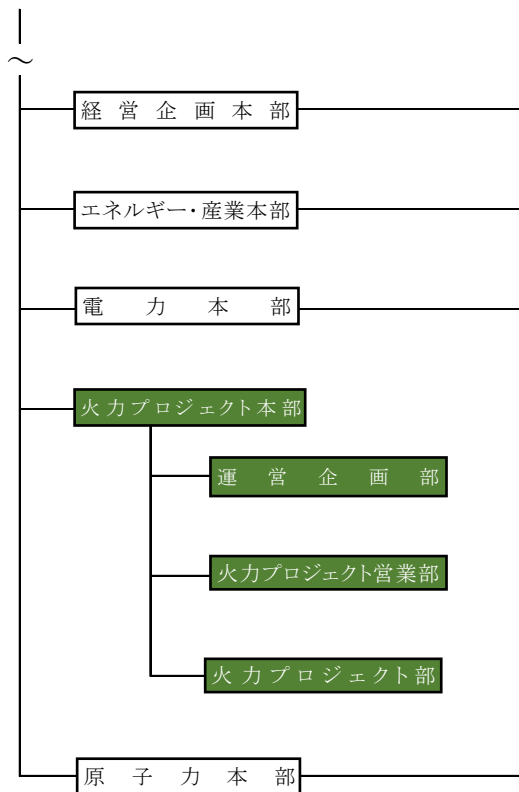 ～
経営企画本部
エネルギー・産業本部
電力本部
火力プロジェクト本部
運営企画部
火力プロジェクト営業部
火力プロジェクト部
原子力本部